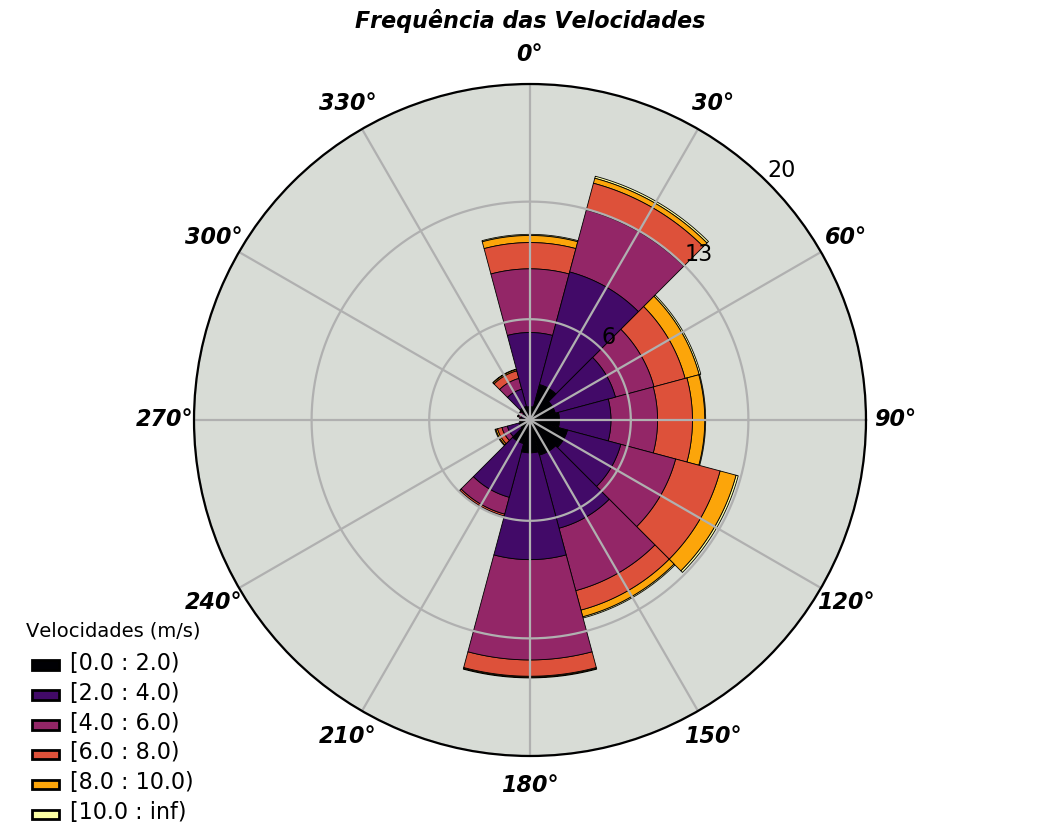 Frequência das Velocidades
0°
330°
30°
20
300°
60°
13
6
270°
90°
240°
120°
210°
150°
180°
Velocidades (m/s)
[0.0 : 2.0)
[2.0 : 4.0)
[4.0 : 6.0)
[6.0 : 8.0)
[8.0 : 10.0)
[10.0 : inf)